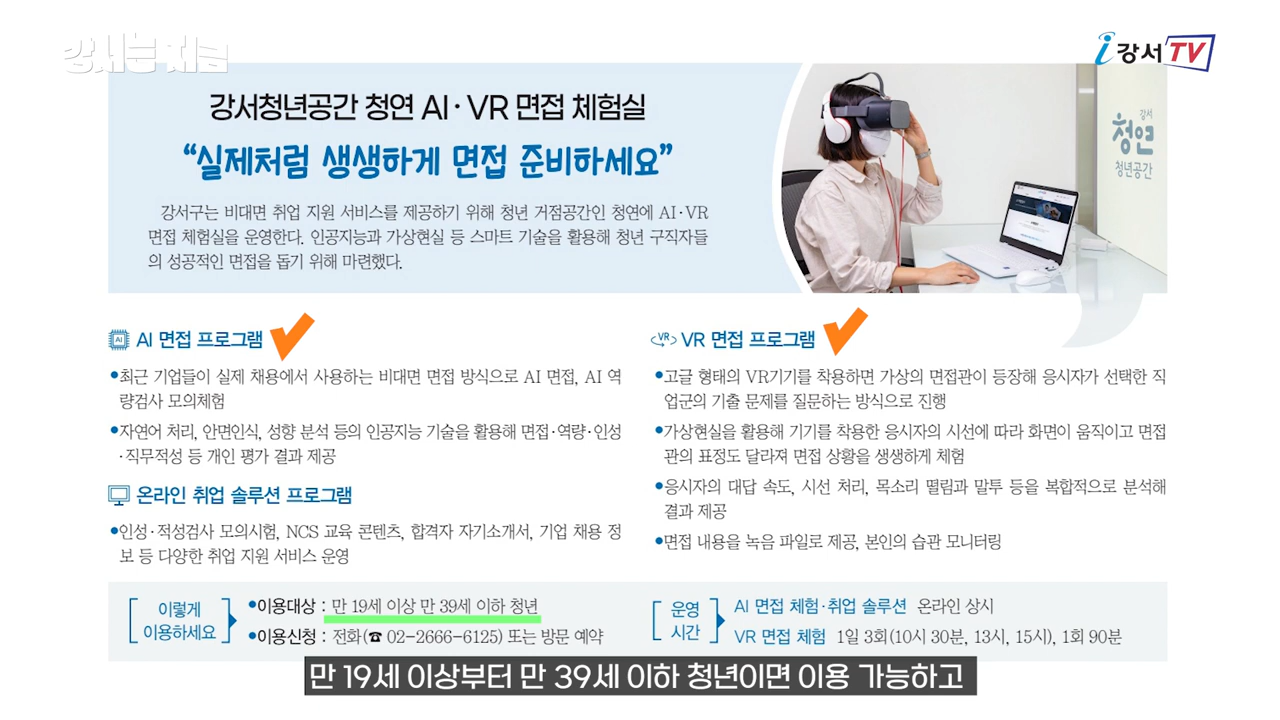 강서는 지금
i 강서 TV
강서청년공간 청연 AI·VR 면접 체험실
“실제처럼 생생하게 면접 준비하세요”
강서구는 비대면 취업 지원 서비스를 제공하기 위해 청년 거점공간인 청연에 AI·VR
면접 체험실을 운영한다. 인공지능과 가상현실 등 스마트 기술을 활용해 청년 구직자들
의 성공적인 면접을 돕기 위해 마련했다.
강서
청연
청년공간
AI AI 면접 프로그램
•최근 기업들이 실제 채용에서 사용하는 비대면 면접 방식으로 AI 면접, AI 역
량검사 모의체험
•자연어 처리, 안면인식, 성향 분석 등의 인공지능 기술을 활용해 면접·역량·인성
·직무적성 등 개인 평가 결과 제공
온라인 취업 솔루션 프로그램
•인성·적성검사 모의시험, NCS 교육 콘텐츠, 합격자 자기소개서, 기업 채용 정
보 등 다양한 취업 지원 서비스 운영
VR VR 면접 프로그램
•고글 형태의 VR기기를 착용하면 가상의 면접관이 등장해 응시자가 선택한 직
업군의 기출 문제를 질문하는 방식으로 진행
•가상현실을 활용해 기기를 착용한 응시자의 시선에 따라 화면이 움직이고 면접
관의 표정도 달라져 면접 상황을 생생하게 체험
•응시자의 대답 속도, 시선 처리, 목소리 떨림과 말투 등을 복합적으로 분석해
결과 제공
•면접 내용을 녹음 파일로 제공, 본인의 습관 모니터링
이렇게
이용하세요
•이용대상 : 만 19세 이상 만 39세 이하 청년
•이용신청 : 전화(☎ 02-2666-6125) 또는 방문 예약
운영
시간
AI 면접 체험·취업 솔루션 온라인 상시
VR 면접 체험 1일 3회(10시 30분, 13시, 15시), 1회 90분
만 19세 이상부터 만 39세 이하 청년이면 이용 가능하고